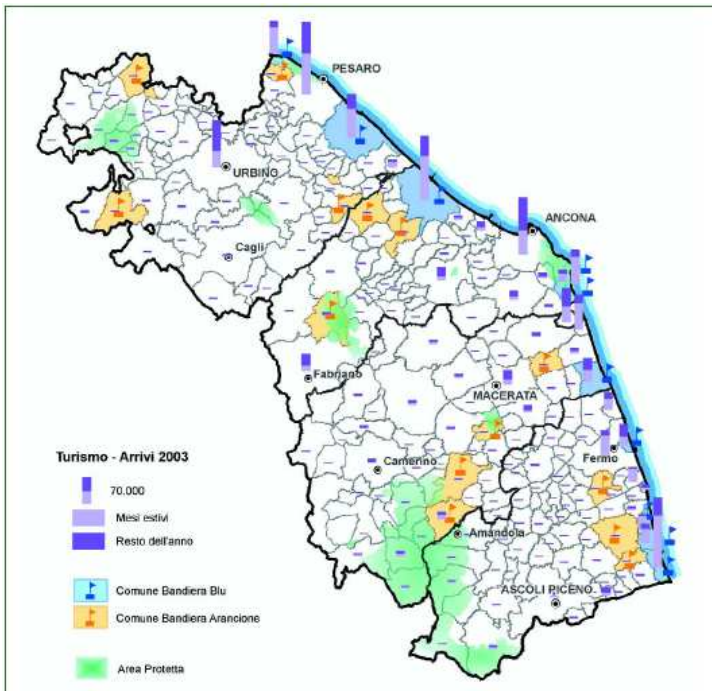 PESARO
URBINO
ANCONA
Cagli
Fabriano
MACERATA
Turismo - Arrivi 2003
Camerino
Fermo
70.000
Mesi estivi
Amandola
Resto dell'anno
Comune Bandiera Blu
ASCOLI PICENO
Comune Bandiera Arancione
Area Protetta